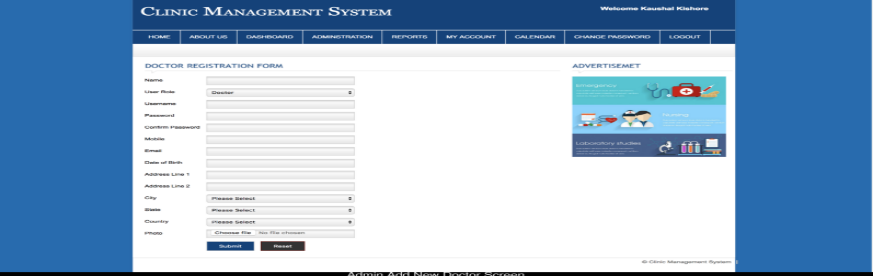 CLINIC MANAGEMENT SYSTEM
Welcome Kaushal Kishore
HOME ABOUT US DASHBOARD ADMINISTRATION REPORTS MY ACCOUNT CALENDAR CHANGE PASSWORD LOGOUT
DOCTOR REGISTRATION FORM
Name
User Role Doctor
Username
Password
Confirm Password
Mobile
Email
Date of Birth
Address Line 1
Address Line 2
City Please Select
State Please Select
Country Please Select
Photo Choose file No file chosen
Submit Reset
ADVERTISEMET
Emergency
Nursing
Laboratory studies
© Clinic Management System
Admin Add New Doctor Screen